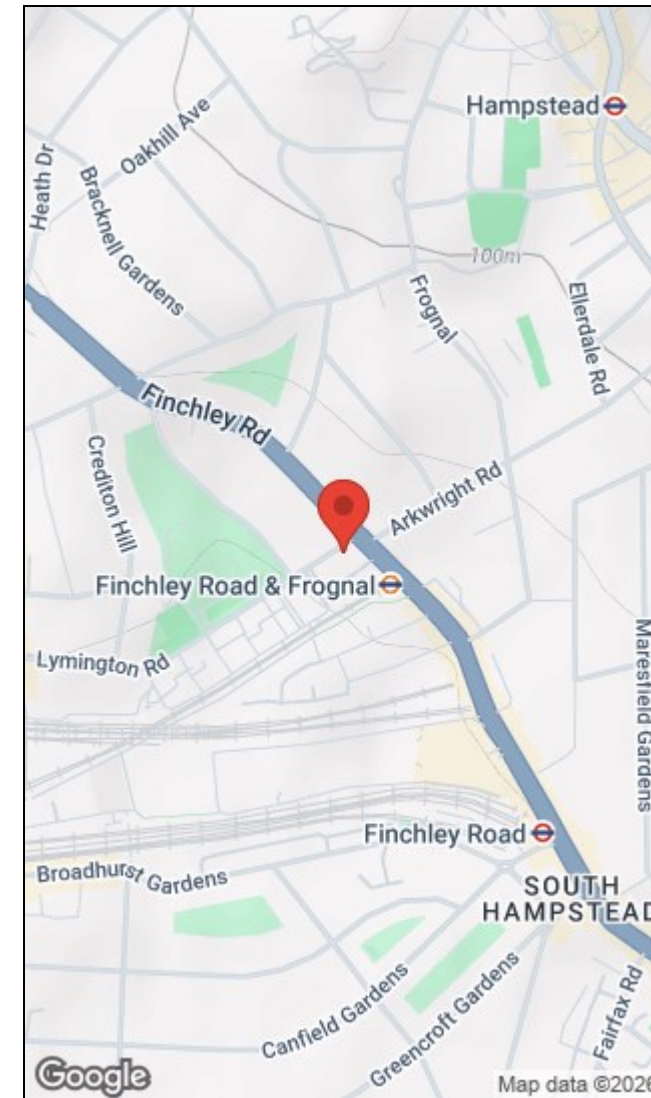 Hampstead
Oakhill Ave
Heath Dr
Bracknell Gardens
100m
Frognal
Ellerdale Rd
Finchley Rd
Crediton Hill
Arkwright Rd
Finchley Road & Frognal
Lymington Rd
Maresfield Gardens
Finchley Road
Broadhurst Gardens
SOUTH
HAMPSTEAD
Canfield Gardens
Greencroft Gardens
Fairfax Rd
Google
Map data ©2026